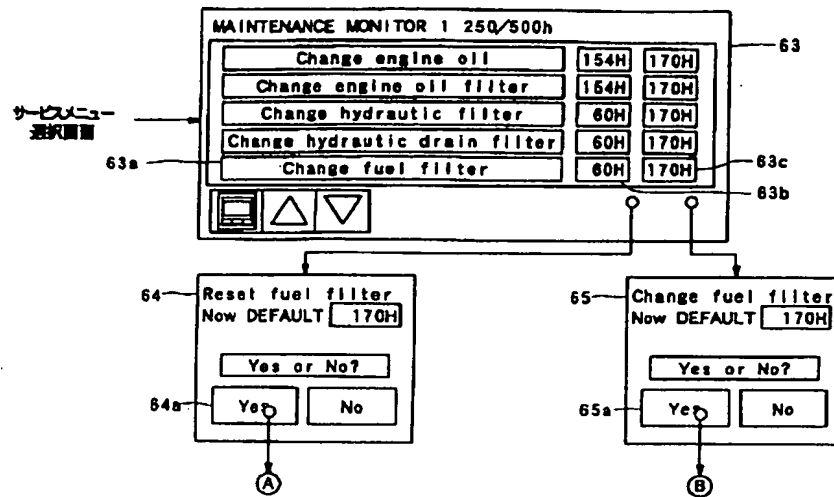 MAINTENANCE MONITOR 1 250/500h
63
Change engine oil 154H 170H
Change engine oil filter 154H 170H
サービスメニュー
選択画面
Change hydrautic filter 60H 170H
Change hydrautic drain filter 60H 170H
63a
Change fuel filter 60H 170H
63c
63b
64
Reset fuel filter
Now DEFAULT 170H
Yes or No?
64a
Yes No
A
65
Change fuel filter
Now DEFAULT 170H
Yes or No?
65a
Yes No
B